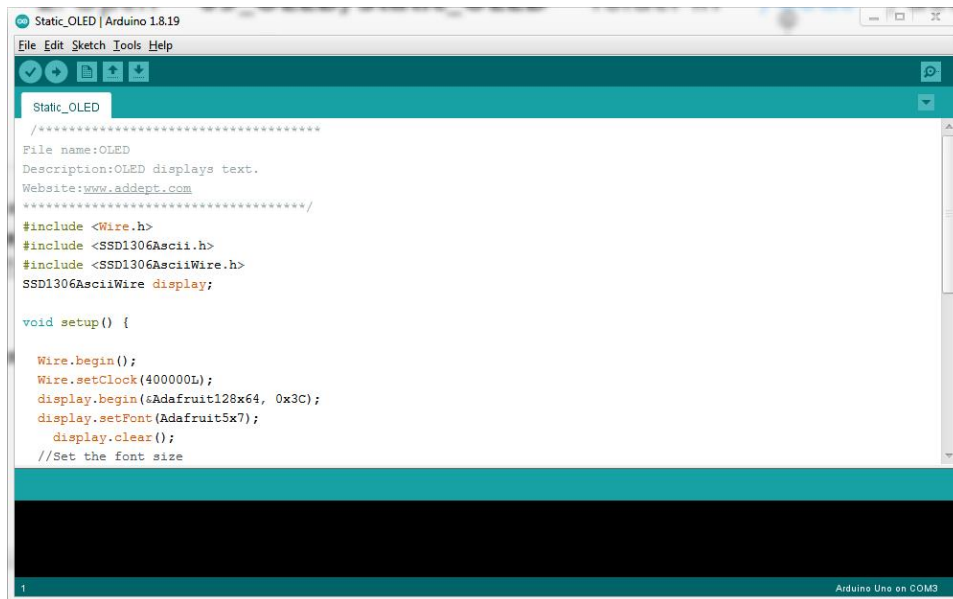 Static_OLED | Arduino 1.8.19
File Edit Sketch Tools Help
Static_OLED
/*************************************
File name:OLED
Description:OLED displays text.
Website:www.addept.com
*************************************/
#include <Wire.h>
#include <SSD1306Ascii.h>
#include <SSD1306AsciiWire.h>
SSD1306AsciiWire display;
void setup() {
Wire.begin();
Wire.setClock(400000L);
display.begin(&Adafruit128x64, 0x3C);
display.setFont(Adafruit5x7);
display.clear();
//Set the font size
1
Arduino Uno on COM3